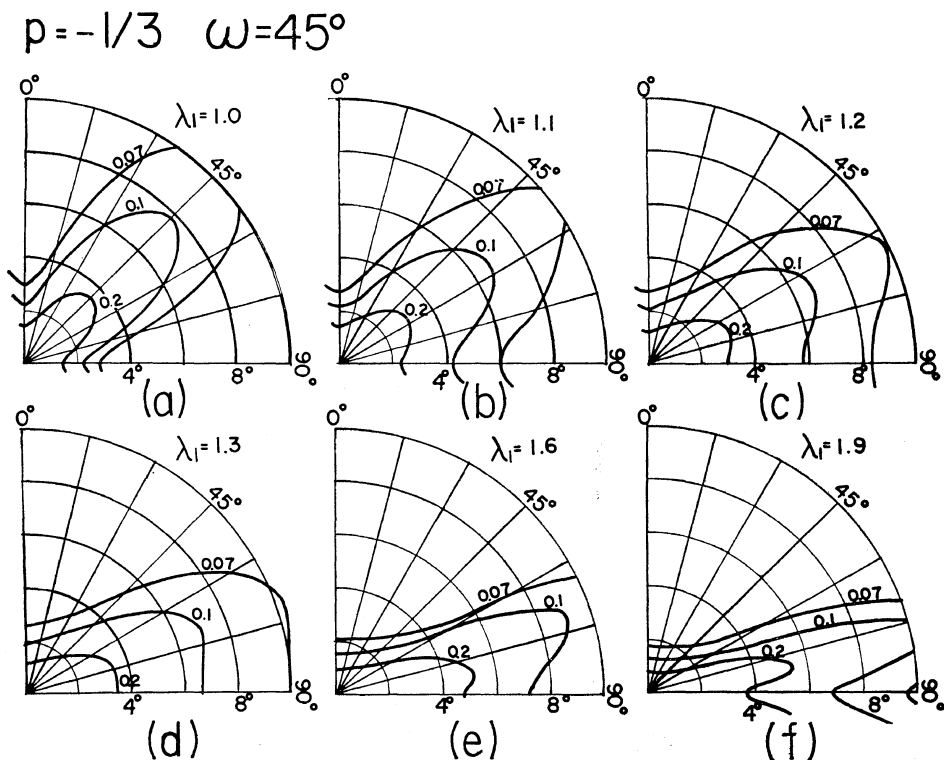 p = -1/3 ω = 45°
0° λ₁ = 1.0 0.07 45° 0.1 0.2 4° 8° 90°
(a)
0° λ₁ = 1.1 0.07 45° 0.1 0.2 4° 8° 90°
(b)
0° λ₁ = 1.2 45° 0.07 0.1 0.2 4° 8° 90°
(c)
0° λ₁ = 1.3 45° 0.07 0.1 0.2 4° 8° 90°
(d)
0° λ₁ = 1.6 45° 0.07 0.1 0.2 4° 8° 90°
(e)
0° λ₁ = 1.9 45° 0.07 0.1 0.2 4° 8° 90°
(f)